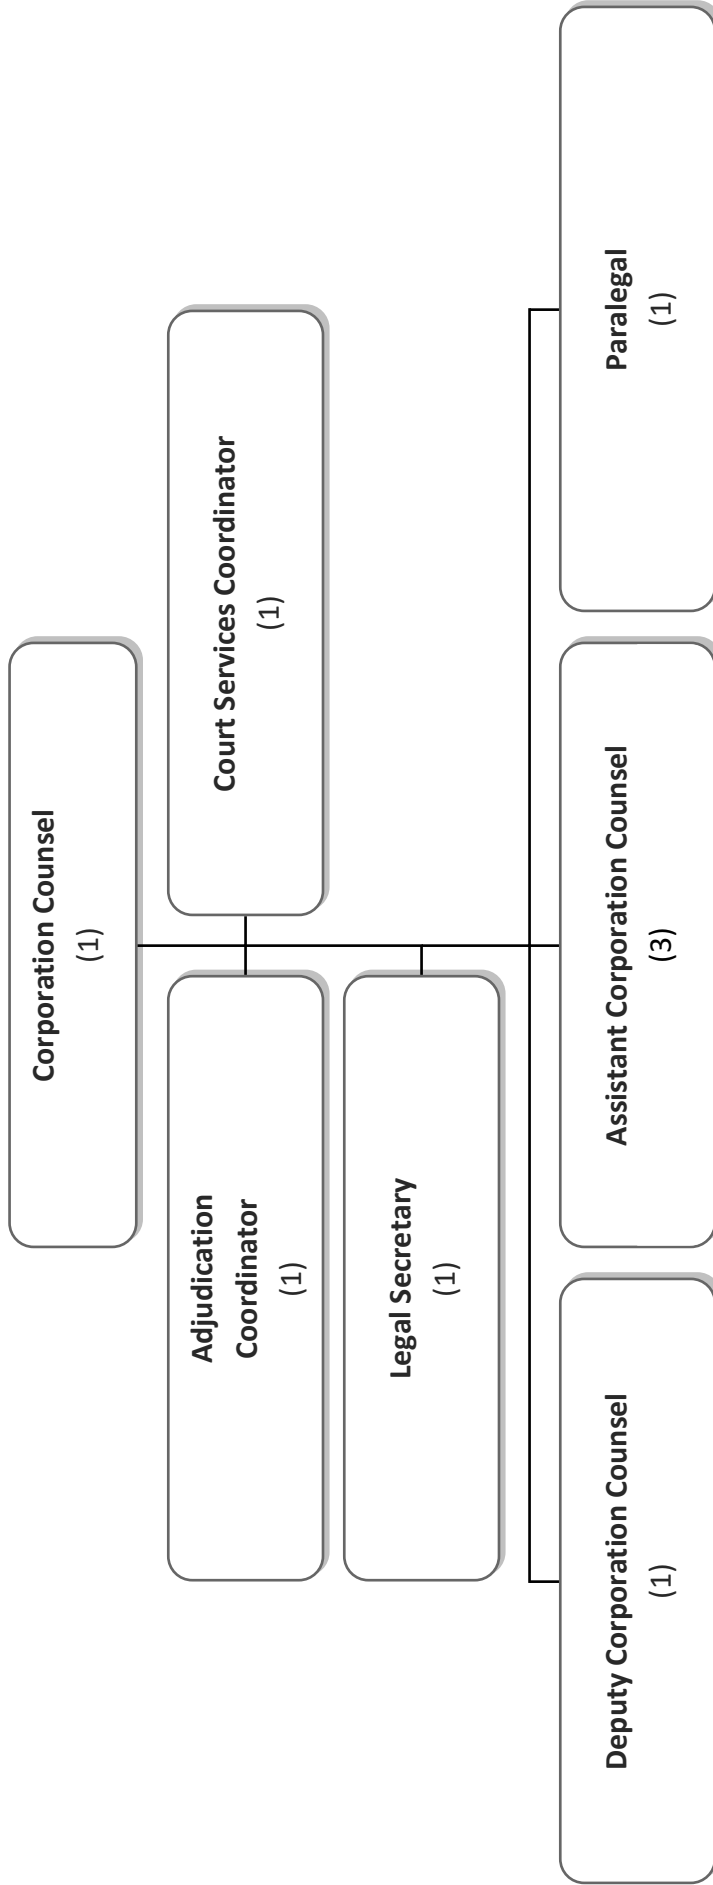 Corporation Counsel
(1)
Adjudication
Coordinator
(1)
Court Services Coordinator
(1)
Legal Secretary
(1)
Deputy Corporation Counsel
(1)
Assistant Corporation Counsel
(3)
Paralegal
(1)